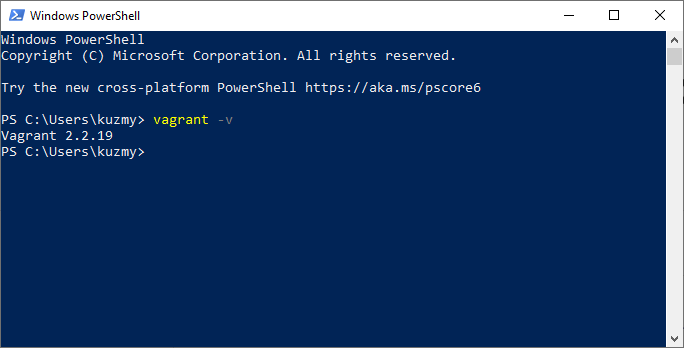 Windows PowerShell
Windows PowerShell
Copyright (C) Microsoft Corporation. All rights reserved.
Try the new cross-platform PowerShell https://aka.ms/pscore6
PS C:\Users\kuzmy> vagrant -v
Vagrant 2.2.19
PS C:\Users\kuzmy>